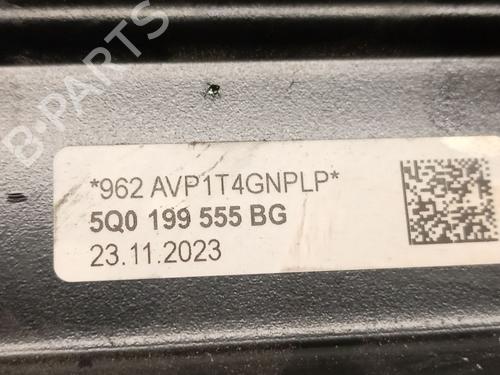 B-PARTS
*962 AVP1T4GNPLP*
5Q0 199 555 BG
23.11.2023